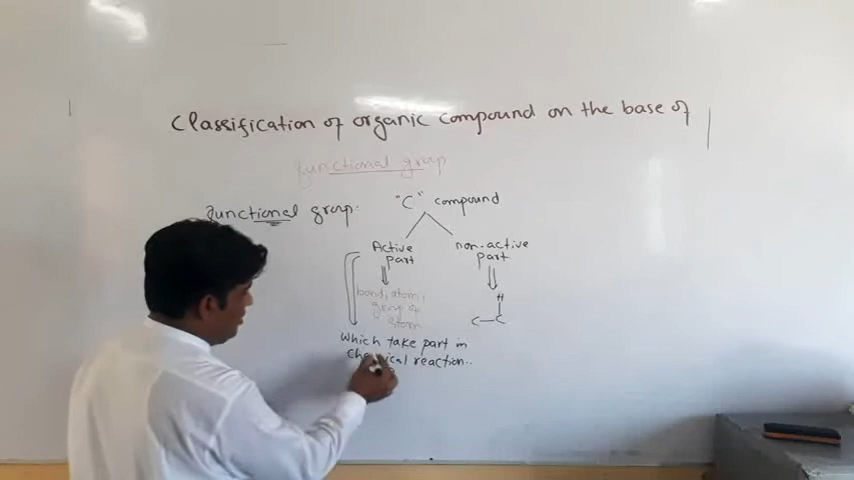 Classification of organic compound on the base of
functional group
functional group:
"C" compound
Active part
non-active part
bond, atom,
group of
atom
H
C-C
which take part in
chemical reaction..